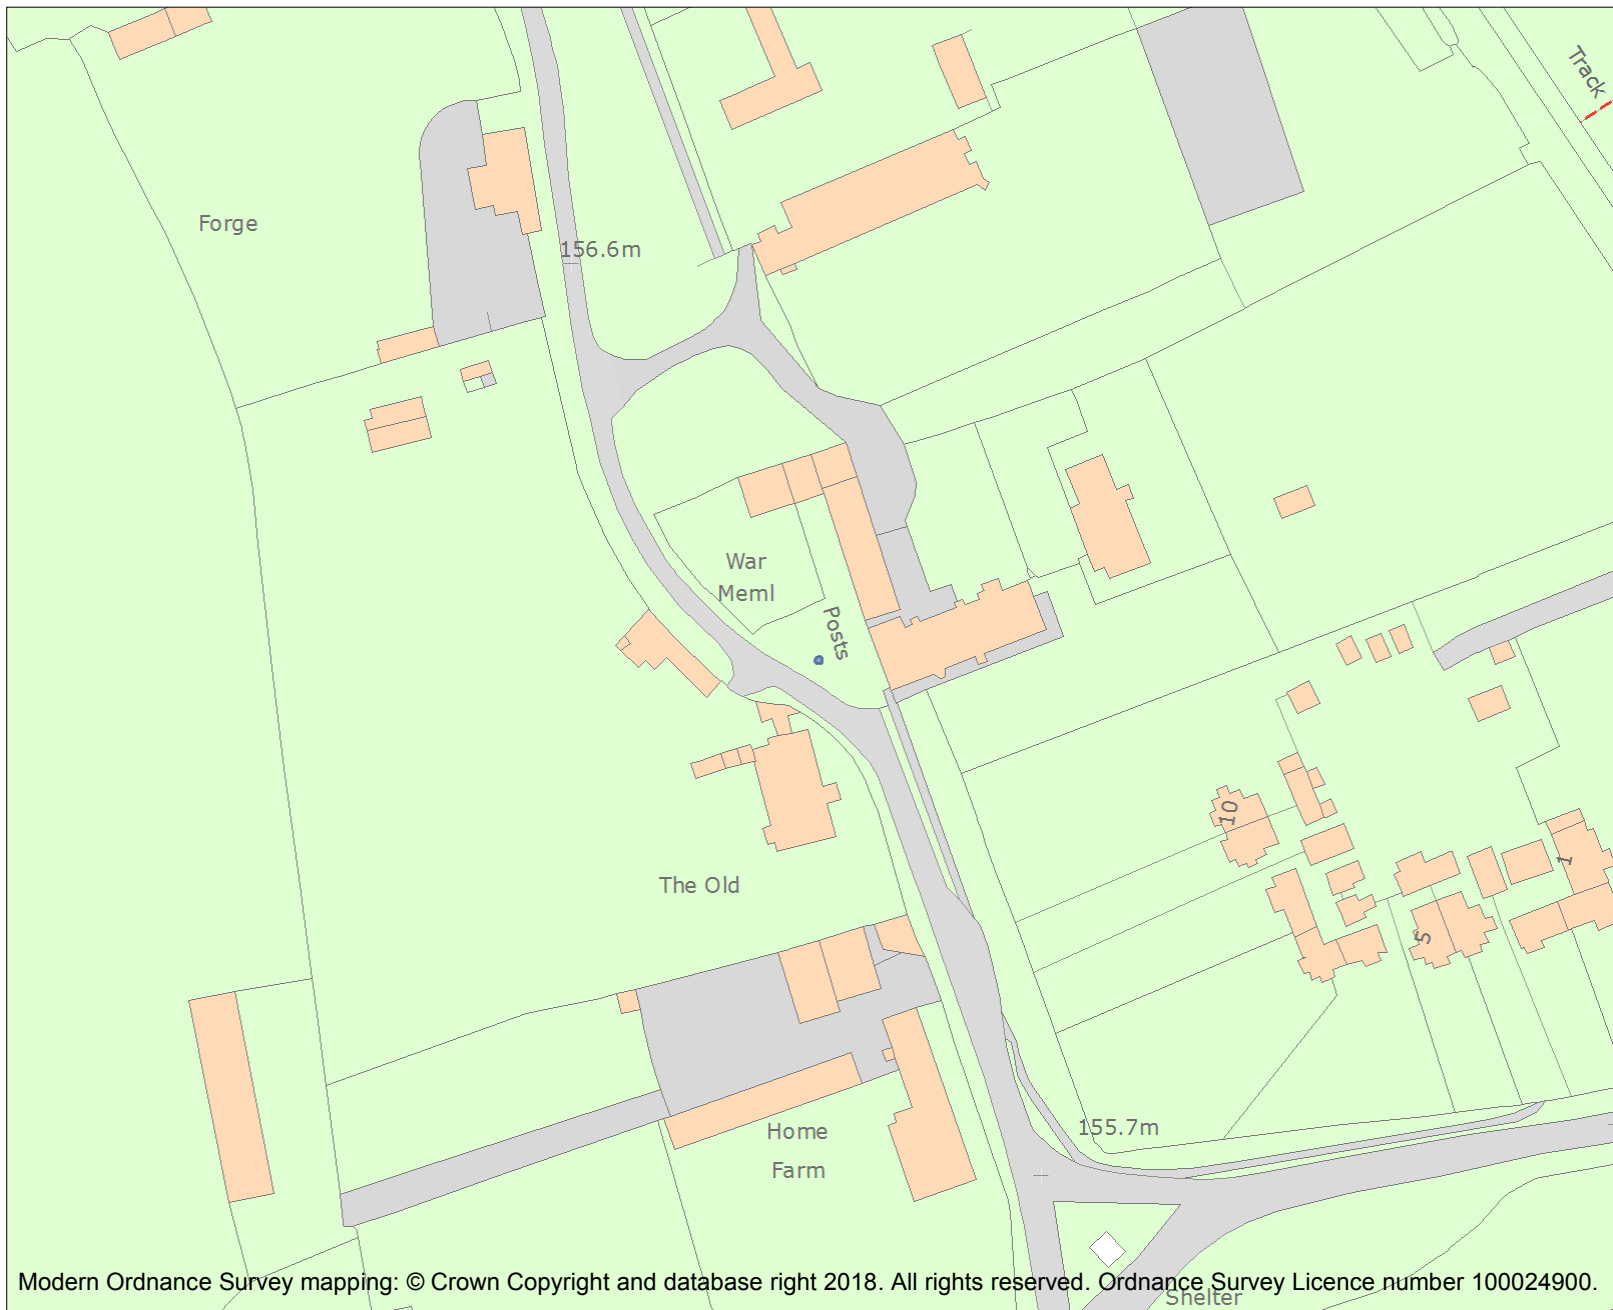 Track
Forge
156.6m
War
Meml
Posts
10
1
The Old
5
155.7m
Home
Farm
Modern Ordnance Survey mapping: © Crown Copyright and database right 2018. All rights reserved. Ordnance Survey Licence number 100024900.
Shelter